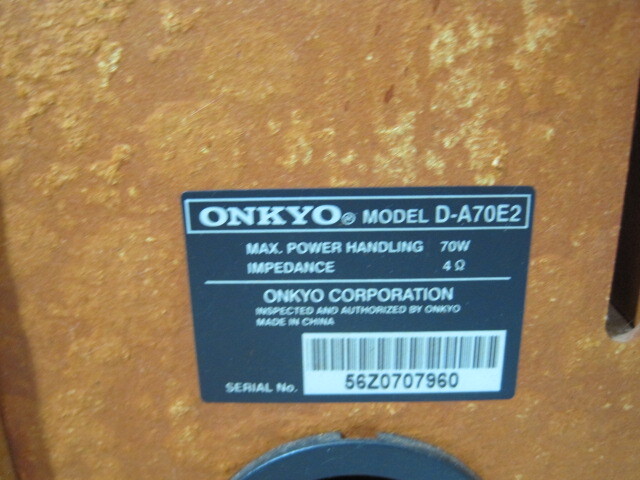 ONKYO® MODEL D-A70E2
MAX. POWER HANDLING 70W
IMPEDANCE 4 Ω
ONKYO CORPORATION
INSPECTED AND AUTHORIZED BY ONKYO
MADE IN CHINA
SERIAL No. 56Z0707960